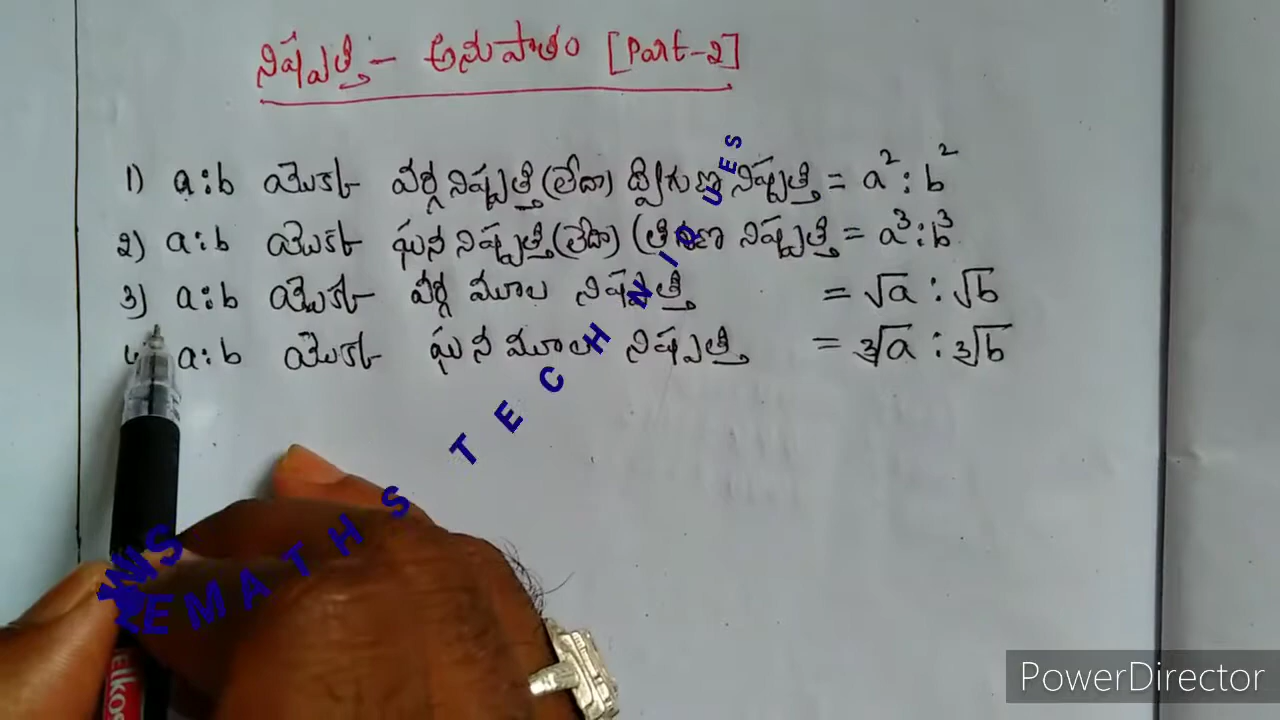 నిష్పత్తి - అనుపాతం [Part-2]
1) a:b యొక్క వర్గ నిష్పత్తి (లేదా) ద్విగుణ నిష్పత్తి = a²:b²
2) a:b యొక్క ఘన నిష్పత్తి (లేదా) త్రిగుణ నిష్పత్తి = a³:b³
3) a:b యొక్క వర్గ మూల నిష్పత్తి = √a : √b
4) a:b యొక్క ఘన మూల నిష్పత్తి = ∛a : ∛b
MATHS TECHNIQUES
elkos
PowerDirector